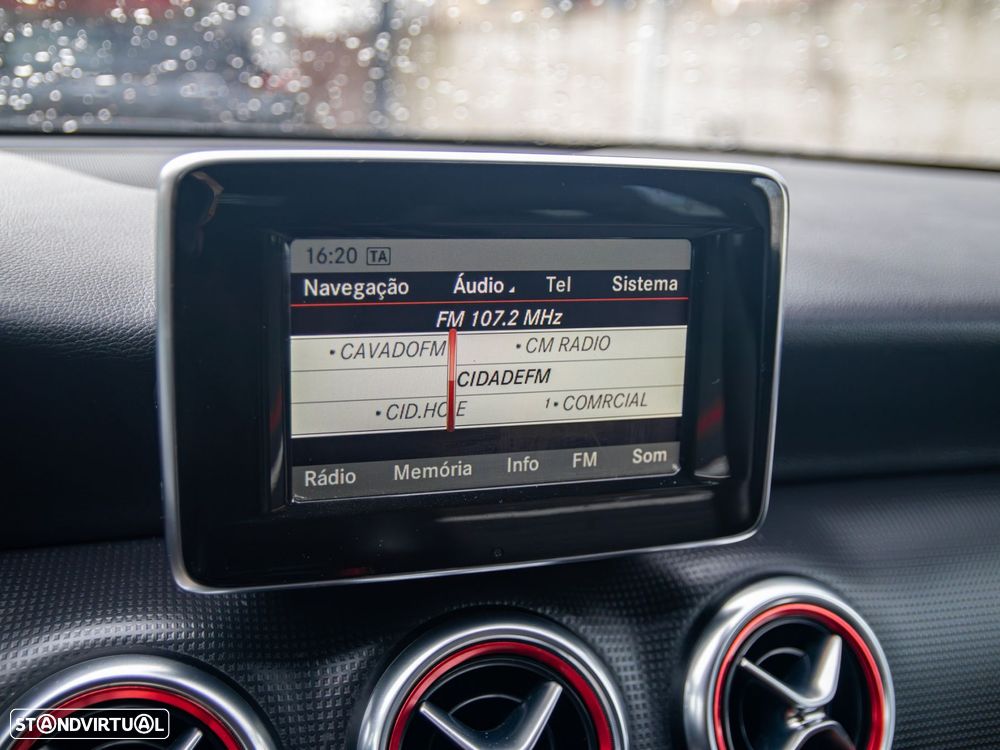 16:20 TA
Navegação Áudio Tel Sistema
FM 107.2 MHz
• CAVADOFM • CM RADIO
CIDADEFM
• CID.HOLE 1• COMRCIAL
Rádio Memória Info FM Som
STANDVIRTUAL